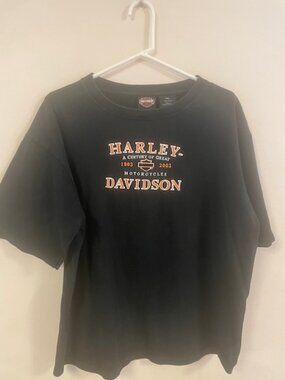 HARLEY-
A CENTURY OF GREAT
1903 2003
MOTORCYCLES
DAVIDSON